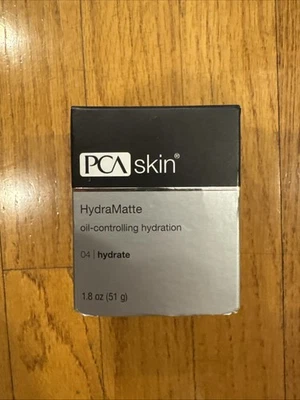 PCA skin®
HydraMatte
oil-controlling hydration
04 | hydrate
1.8 oz (51 g)